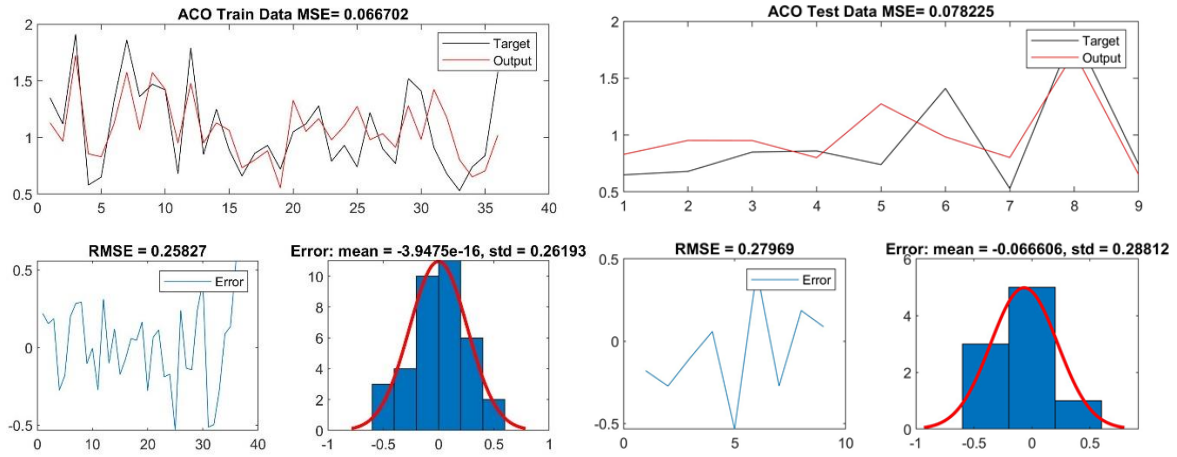 ACO Train Data MSE= 0.066702
2
1.5
1
0.5
0 5 10 15 20 25 30 35 40
Target
Output
ACO Test Data MSE= 0.078225
2
1.5
1
0.5
1 2 3 4 5 6 7 8 9
Target
Output
RMSE = 0.25827
0.5
0
-0.5
0 10 20 30 40
Error
Error: mean = -3.9475e-16, std = 0.26193
10
8
6
4
2
0
-1 -0.5 0 0.5 1
RMSE = 0.27969
0.5
0
-0.5
0 5 10
Error
Error: mean = -0.066606, std = 0.28812
6
4
2
0
-1 -0.5 0 0.5